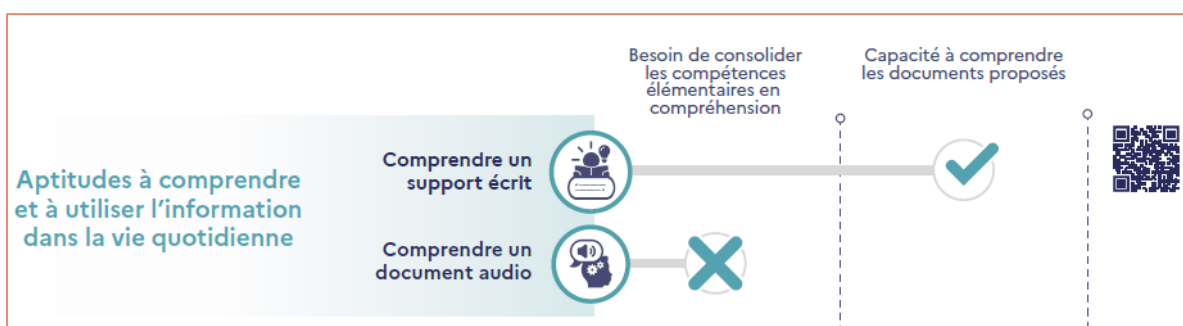 Besoin de consolider
les compétences
élémentaires en
compréhension
Capacité à comprendre
les documents proposés
Aptitudes à comprendre
et à utiliser l'information
dans la vie quotidienne
Comprendre un
support écrit
Comprendre un
document audio